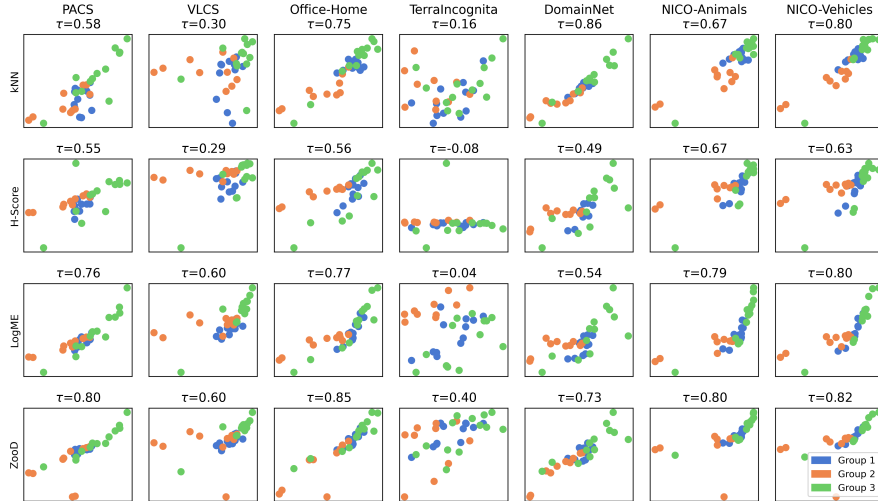 PACS VLCS Office-Home TerraIncognita DomainNet NICO-Animals NICO-Vehicles
τ=0.58 τ=0.30 τ=0.75 τ=0.16 τ=0.86 τ=0.67 τ=0.80
kNN
τ=0.55 τ=0.29 τ=0.56 τ=-0.08 τ=0.49 τ=0.67 τ=0.63
H-Score
τ=0.76 τ=0.60 τ=0.77 τ=0.04 τ=0.54 τ=0.79 τ=0.80
LogME
τ=0.80 τ=0.60 τ=0.85 τ=0.40 τ=0.73 τ=0.80 τ=0.82
ZooD
Group 1
Group 2
Group 3